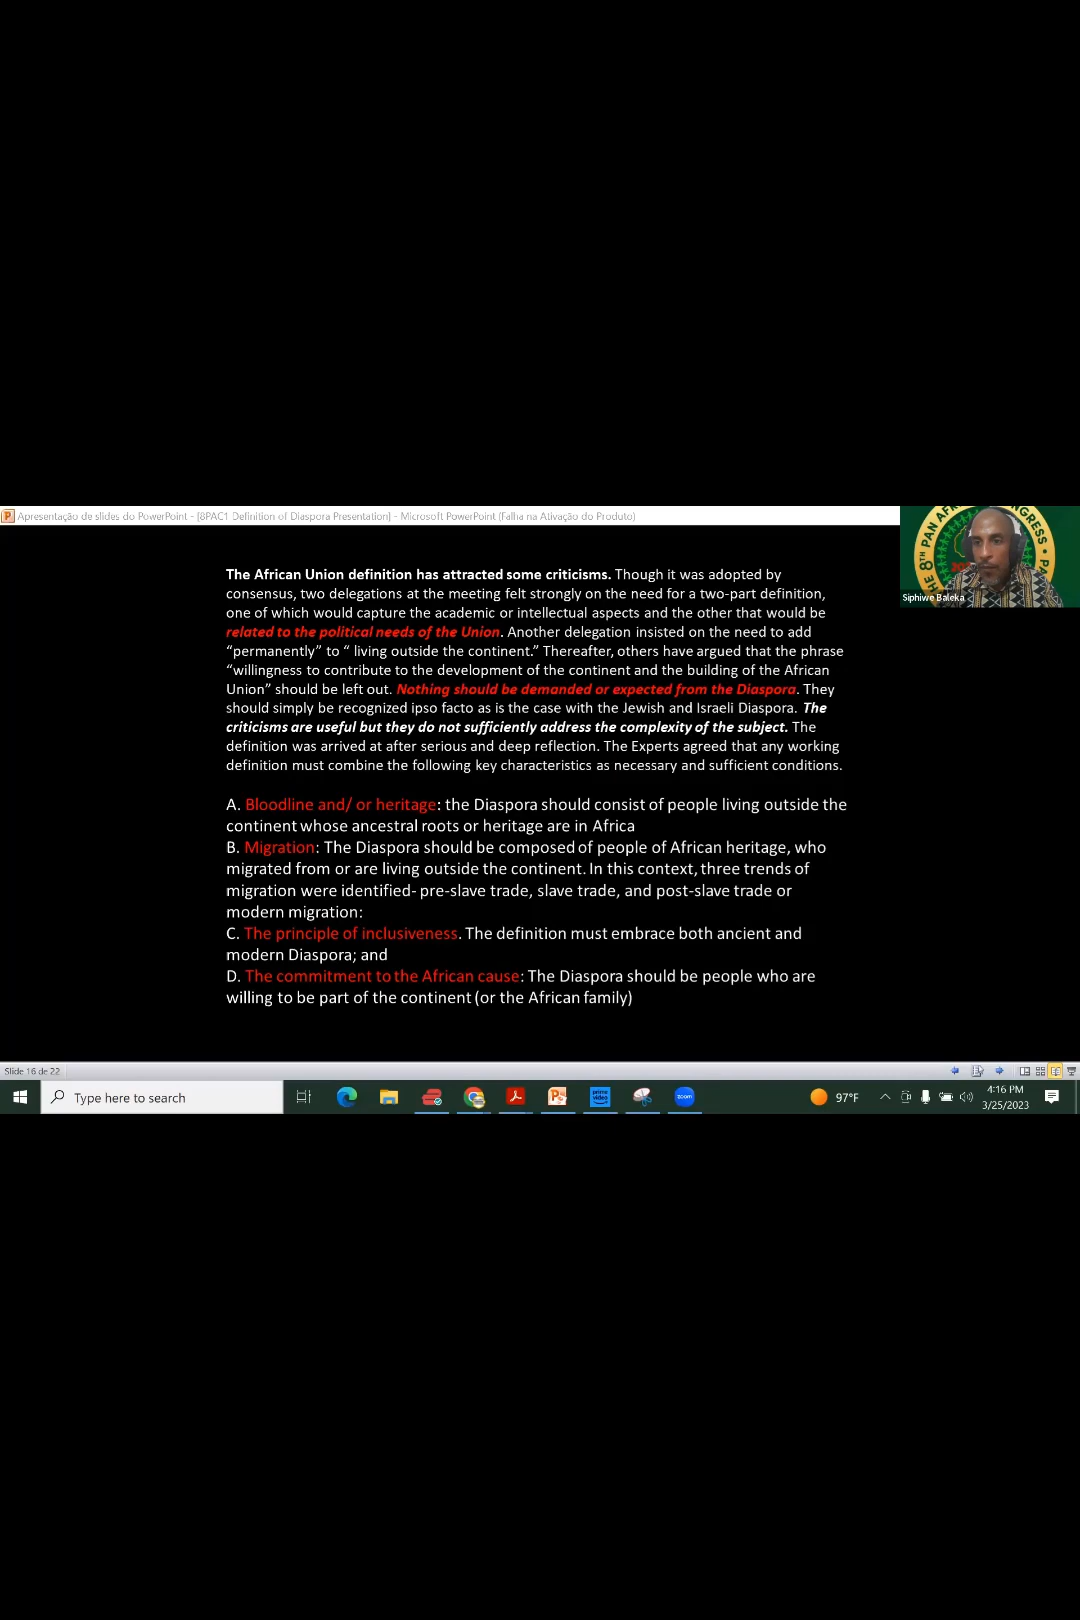 Apresentação de slides do PowerPoint - [8PAC1 Definition of Diaspora Presentation] - Microsoft PowerPoint (Falha na Ativação do Produto)
THE 8TH PAN AFR
GRESS • PA
Siphiwe Baleka
The African Union definition has attracted some criticisms. Though it was adopted by
consensus, two delegations at the meeting felt strongly on the need for a two-part definition,
one of which would capture the academic or intellectual aspects and the other that would be
related to the political needs of the Union. Another delegation insisted on the need to add
“permanently” to “ living outside the continent.” Thereafter, others have argued that the phrase
“willingness to contribute to the development of the continent and the building of the African
Union” should be left out. Nothing should be demanded or expected from the Diaspora. They
should simply be recognized ipso facto as is the case with the Jewish and Israeli Diaspora. The
criticisms are useful but they do not sufficiently address the complexity of the subject. The
definition was arrived at after serious and deep reflection. The Experts agreed that any working
definition must combine the following key characteristics as necessary and sufficient conditions.
A. Bloodline and/ or heritage: the Diaspora should consist of people living outside the
continent whose ancestral roots or heritage are in Africa
B. Migration: The Diaspora should be composed of people of African heritage, who
migrated from or are living outside the continent. In this context, three trends of
migration were identified- pre-slave trade, slave trade, and post-slave trade or
modern migration:
C. The principle of inclusiveness. The definition must embrace both ancient and
modern Diaspora; and
D. The commitment to the African cause: The Diaspora should be people who are
willing to be part of the continent (or the African family)
Slide 16 de 22
Type here to search
prime video
zoom
97°F
4:16 PM
3/25/2023